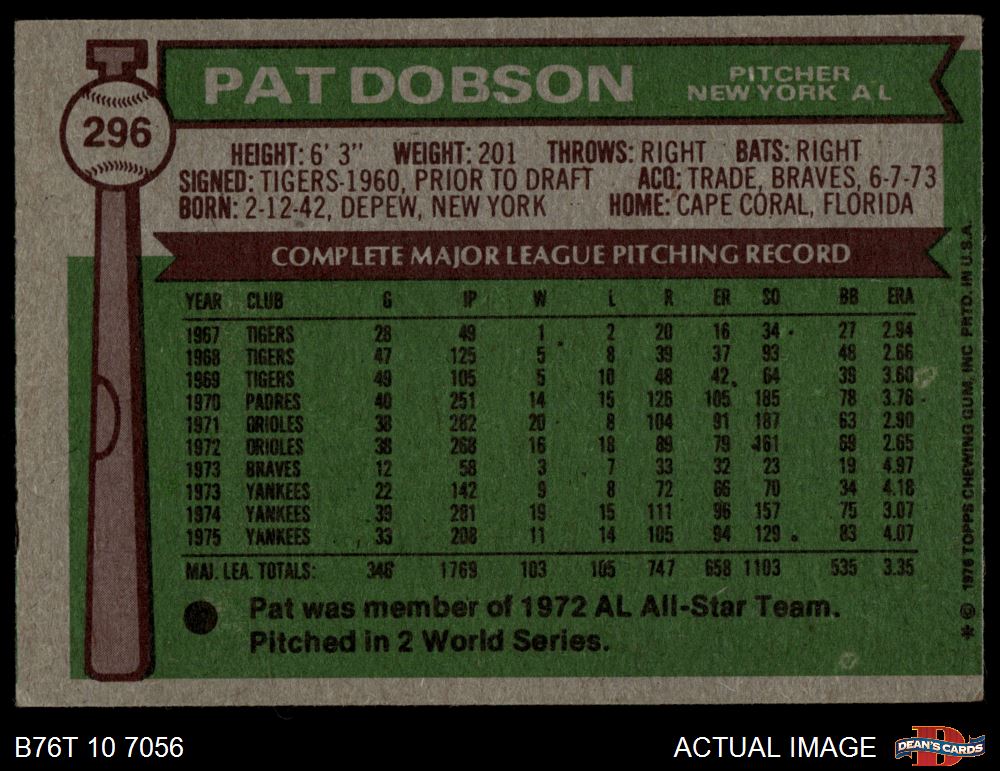 296
PAT DOBSON
PITCHER
NEW YORK A L
HEIGHT: 6' 3" WEIGHT: 201 THROWS: RIGHT BATS: RIGHT
SIGNED: TIGERS-1960, PRIOR TO DRAFT ACQ: TRADE, BRAVES, 6-7-73
BORN: 2-12-42, DEPEW, NEW YORK HOME: CAPE CORAL, FLORIDA
COMPLETE MAJOR LEAGUE PITCHING RECORD
YEAR CLUB G IP W L R ER SO BB ERA
1967 TIGERS 28 49 1 2 20 16 34 27 2.94
1968 TIGERS 47 125 5 8 39 37 93 48 2.66
1969 TIGERS 49 105 5 10 48 42 64 39 3.60
1970 PADRES 40 251 14 15 126 105 185 78 3.76
1971 ORIOLES 38 282 20 8 104 91 187 63 2.90
1972 ORIOLES 38 268 16 18 89 79 161 69 2.65
1973 BRAVES 12 58 3 7 33 32 23 19 4.97
1973 YANKEES 22 142 9 8 72 66 70 34 4.18
1974 YANKEES 39 281 19 15 111 96 157 75 3.07
1975 YANKEES 33 208 11 14 105 94 129 83 4.07
MAJ. LEA. TOTALS: 346 1769 103 105 747 658 1103 535 3.35
Pat was member of 1972 AL All-Star Team.
Pitched in 2 World Series.
* © 1976 TOPPS CHEWING GUM, INC PRTD. IN U.S.A.
B76T 10 7056
ACTUAL IMAGE
DEAN'S CARDS